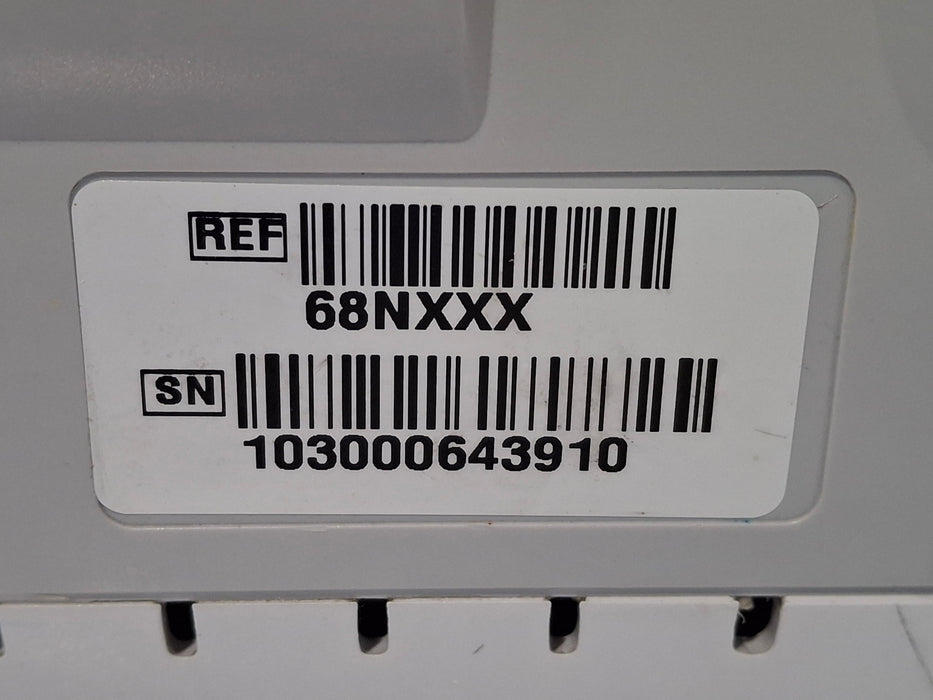 REF
68NXXX
SN
103000643910